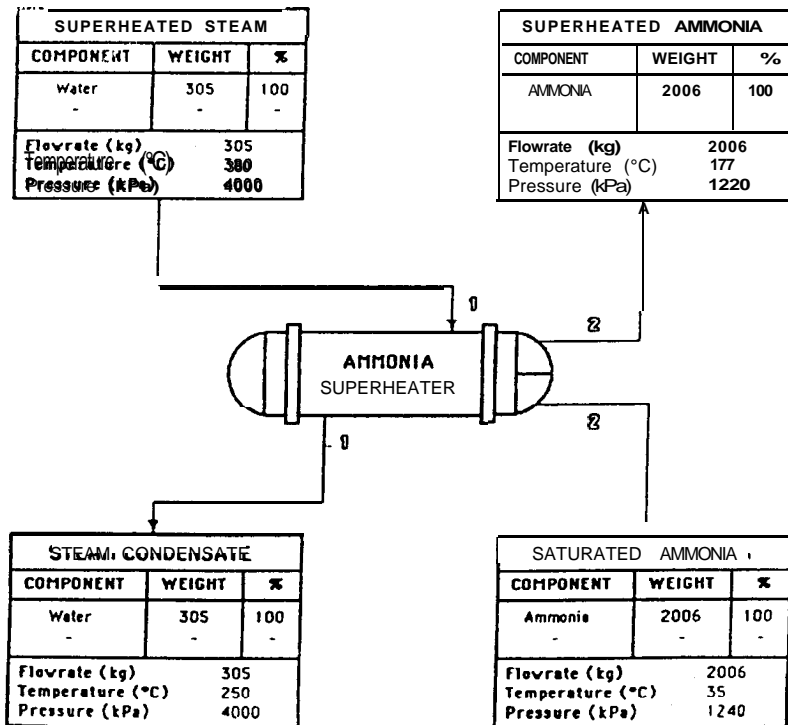 SUPERHEATED STEAM
COMPONENT WEIGHT %
Water 305 100
- - -
Flowrate (kg) 305
Temperature (°C) 380
Pressure (kPa) 4000
SUPERHEATED AMMONIA
COMPONENT WEIGHT %
AMMONIA 2006 100
Flowrate (kg) 2006
Temperature (°C) 177
Pressure (kPa) 1220
1
2
AMMONIA
SUPERHEATER
1
2
STEAM CONDENSATE
COMPONENT WEIGHT %
Water 305 100
- - -
Flowrate (kg) 305
Temperature (°C) 250
Pressure (kPa) 4000
SATURATED AMMONIA
COMPONENT WEIGHT %
Ammonia 2006 100
- - -
Flowrate (kg) 2006
Temperature (°C) 35
Pressure (kPa) 1240